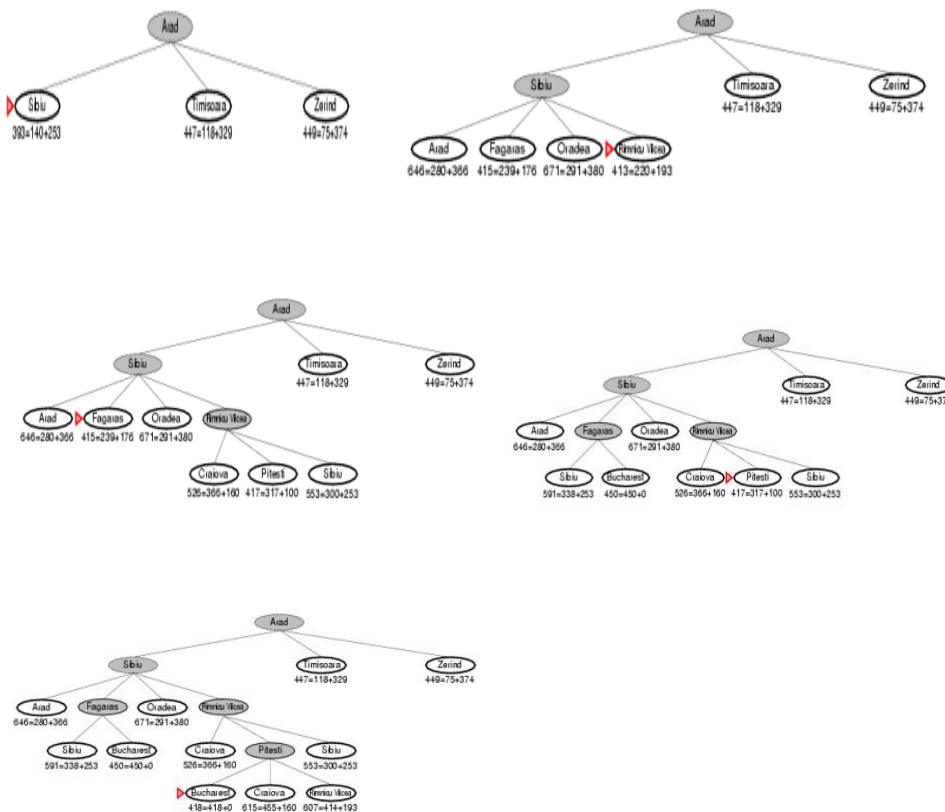 Arad
Sibiu Timisoara Zerind
393=140+253 447=118+329 449=75+374
Arad
Sibiu Timisoara Zerind
447=118+329 449=75+374
Arad Fagaras Oradea Rimnicu Vilcea
646=280+366 415=239+176 671=291+380 413=220+193
Arad
Sibiu Timisoara Zerind
447=118+329 449=75+374
Arad Fagaras Oradea Rimnicu Vilcea
646=280+366 415=239+176 671=291+380
Craiova Pitesti Sibiu
526=366+160 417=317+100 553=300+253
Arad
Sibiu Timisoara Zerind
447=118+329 449=75+37
Arad Fagaras Oradea Rimnicu Vilcea
646=280+366 671=291+380
Sibiu Bucharest Craiova Pitesti Sibiu
591=338+253 450=450+0 526=366+160 417=317+100 553=300+253
Arad
Sibiu Timisoara Zerind
447=118+329 449=75+374
Arad Fagaras Oradea Rimnicu Vilcea
646=280+366 671=291+380
Sibiu Bucharest Craiova Pitesti Sibiu
591=338+253 450=450+0 526=366+160 553=300+253
Bucharest Craiova Rimnicu Vilcea
418=418+0 615=455+160 607=414+193